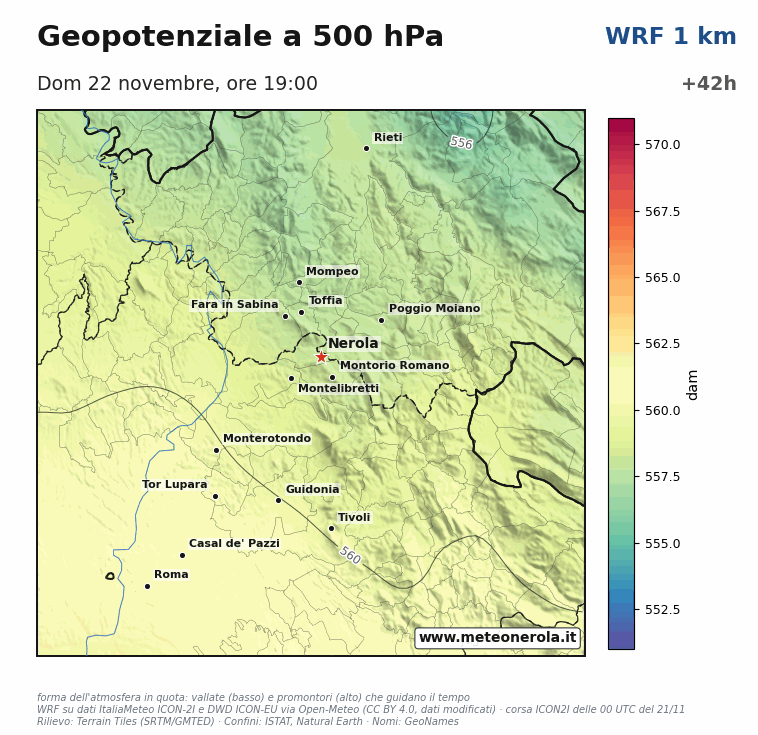 Geopotenziale a 500 hPa
WRF 1 km
Dom 22 novembre, ore 19:00
+42h
556
Rieti
570.0
567.5
565.0
562.5
560.0
557.5
555.0
552.5
dam
Mompeo
Toffia
Fara in Sabina
Poggio Moiano
Nerola
Montorio Romano
Montelibretti
Monterotondo
Tor Lupara
Guidonia
Tivoli
560
Casal de' Pazzi
Roma
www.meteonerola.it
forma dell'atmosfera in quota: vallate (basso) e promontori (alto) che guidano il tempo
WRF su dati ItaliaMeteo ICON-2I e DWD ICON-EU via Open-Meteo (CC BY 4.0, dati modificati) · corsa ICON2I delle 00 UTC del 21/11
Rilievo: Terrain Tiles (SRTM/GMTED) · Confini: ISTAT, Natural Earth · Nomi: GeoNames